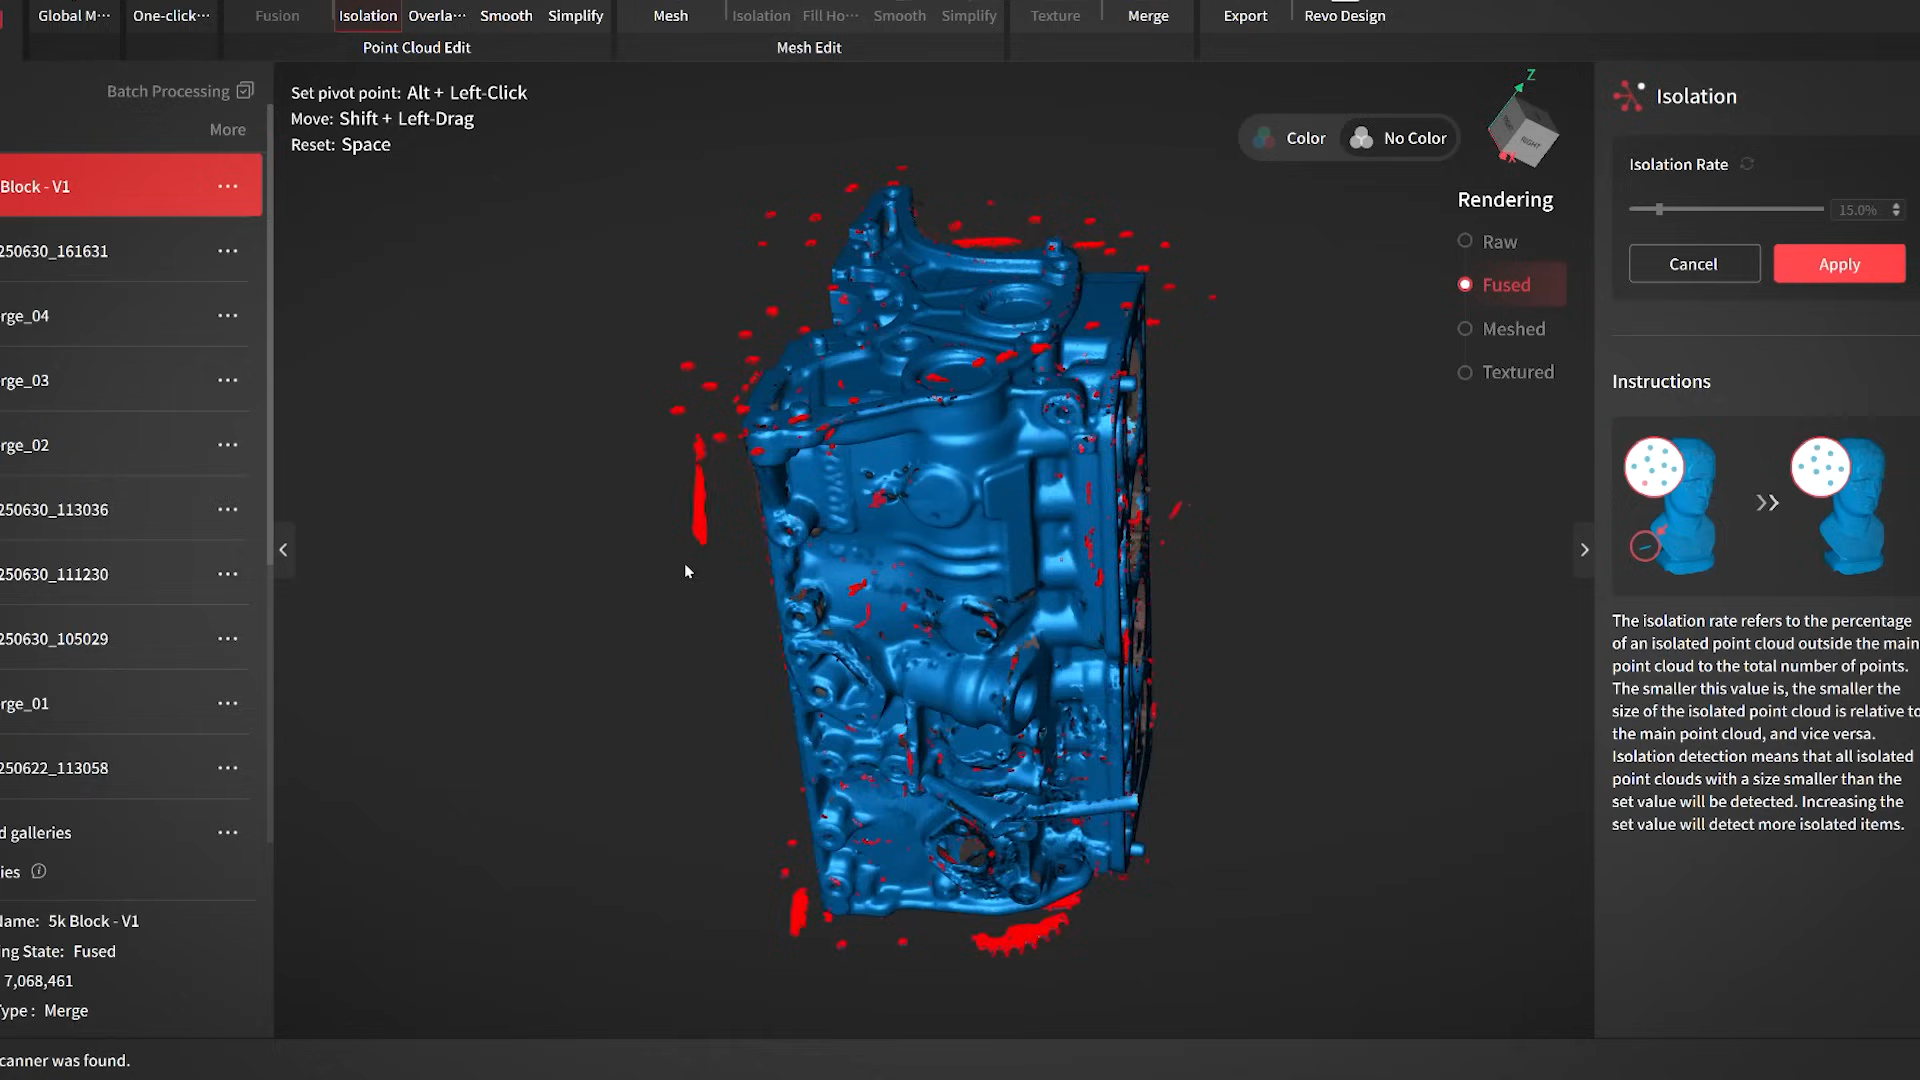 Global M···
One-click···
Fusion
Isolation
Overla···
Smooth
Simplify
Mesh
Isolation
Fill Ho···
Smooth
Simplify
Texture
Merge
Export
Revo Design
Point Cloud Edit
Mesh Edit
Batch Processing
More
Block - V1
250630_161631
rge_04
rge_03
rge_02
250630_113036
250630_111230
250630_105029
rge_01
250622_113058
d galleries
ies
lame: 5k Block - V1
ing State: Fused
7,068,461
Type : Merge
canner was found.
Set pivot point: Alt + Left-Click
Move: Shift + Left-Drag
Reset: Space
Color
No Color
Z
RIGHT
Rendering
Raw
Fused
Meshed
Textured
Isolation
Isolation Rate
15.0%
Cancel
Apply
Instructions
The isolation rate refers to the percentage
of an isolated point cloud outside the main
point cloud to the total number of points.
The smaller this value is, the smaller the
size of the isolated point cloud is relative to
the main point cloud, and vice versa.
Isolation detection means that all isolated
point clouds with a size smaller than the
set value will be detected. Increasing the
set value will detect more isolated items.